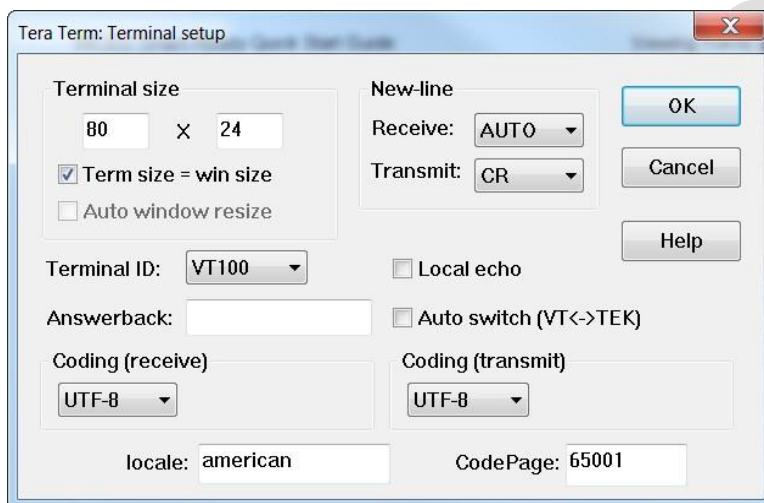 Tera Term: Terminal setup
Terminal size
80 X 24
Term size = win size
Auto window resize
New-line
Receive: AUTO
Transmit: CR
OK
Cancel
Help
Terminal ID: VT100
Local echo
Answerback:
Auto switch (VT<->TEK)
Coding (receive)
UTF-8
Coding (transmit)
UTF-8
locale: american
CodePage: 65001